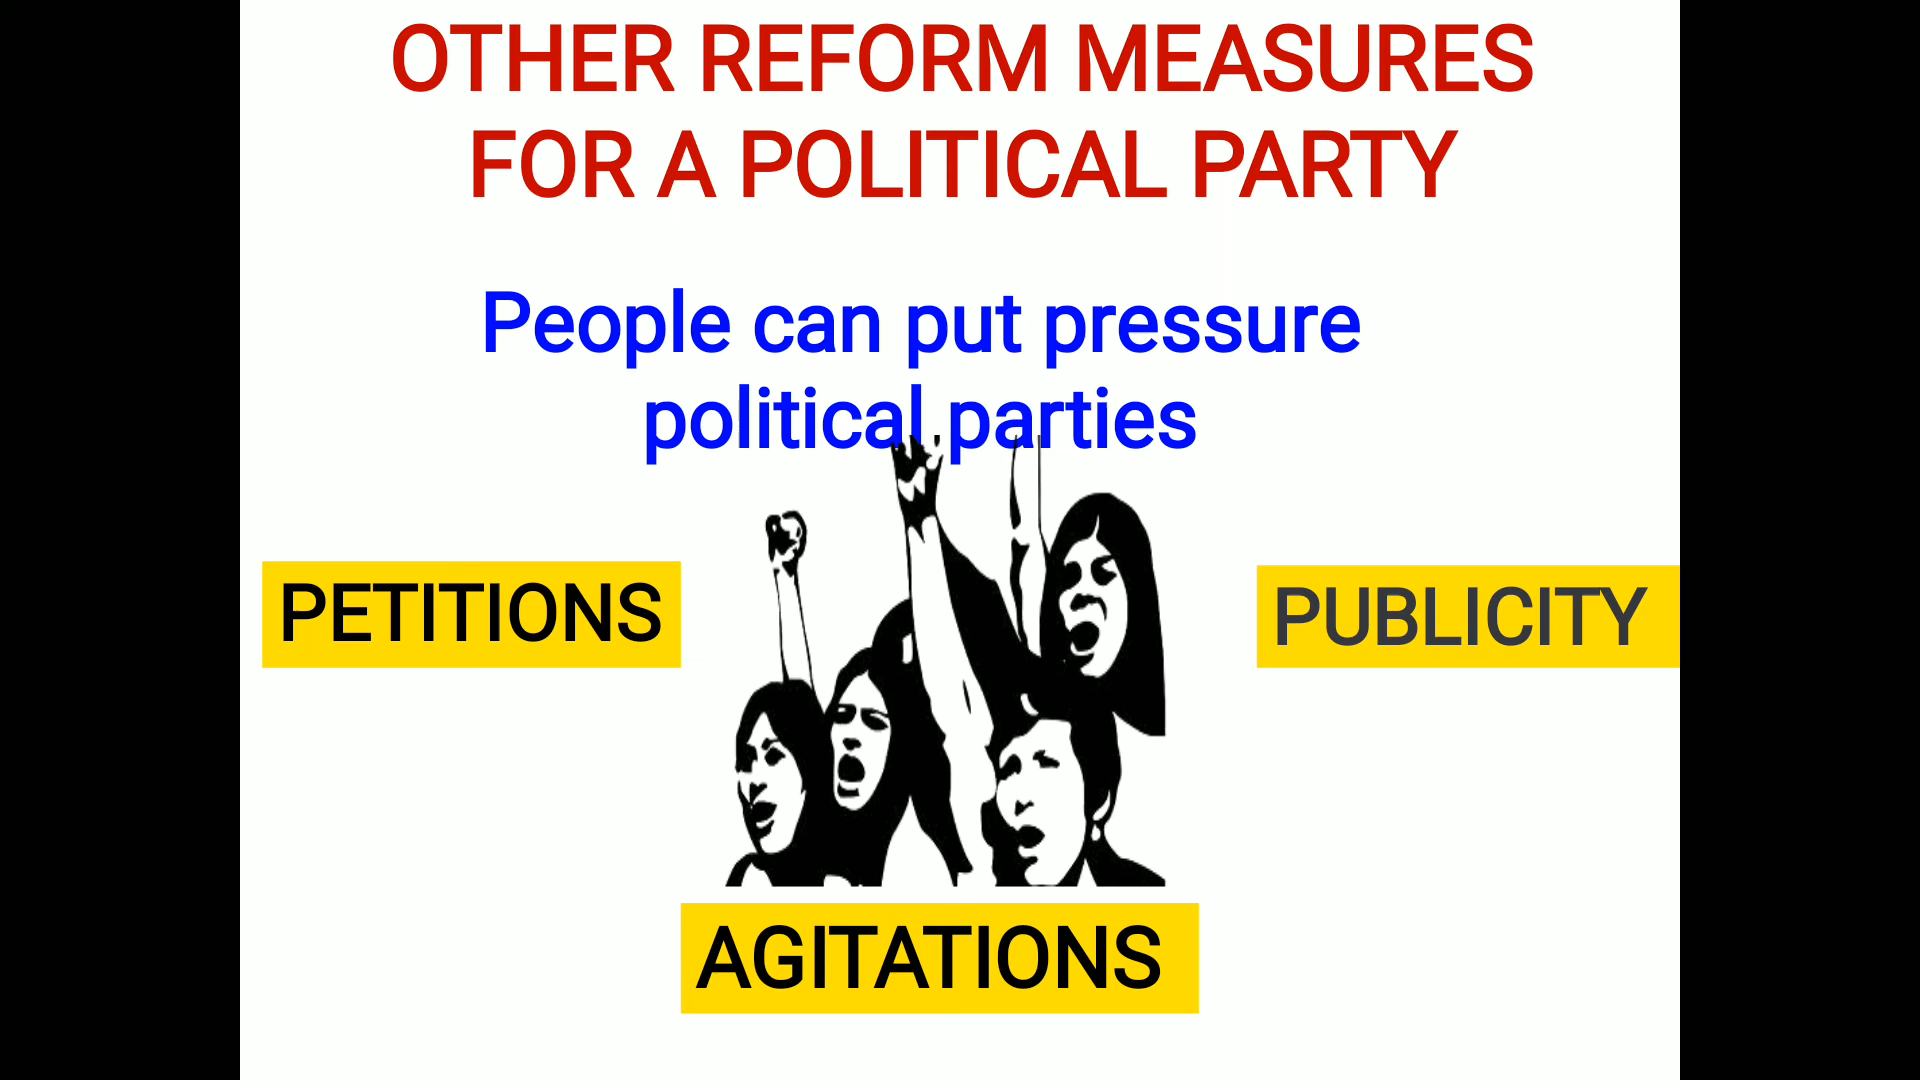 OTHER REFORM MEASURES
FOR A POLITICAL PARTY
People can put pressure
political parties
PETITIONS
PUBLICITY
AGITATIONS